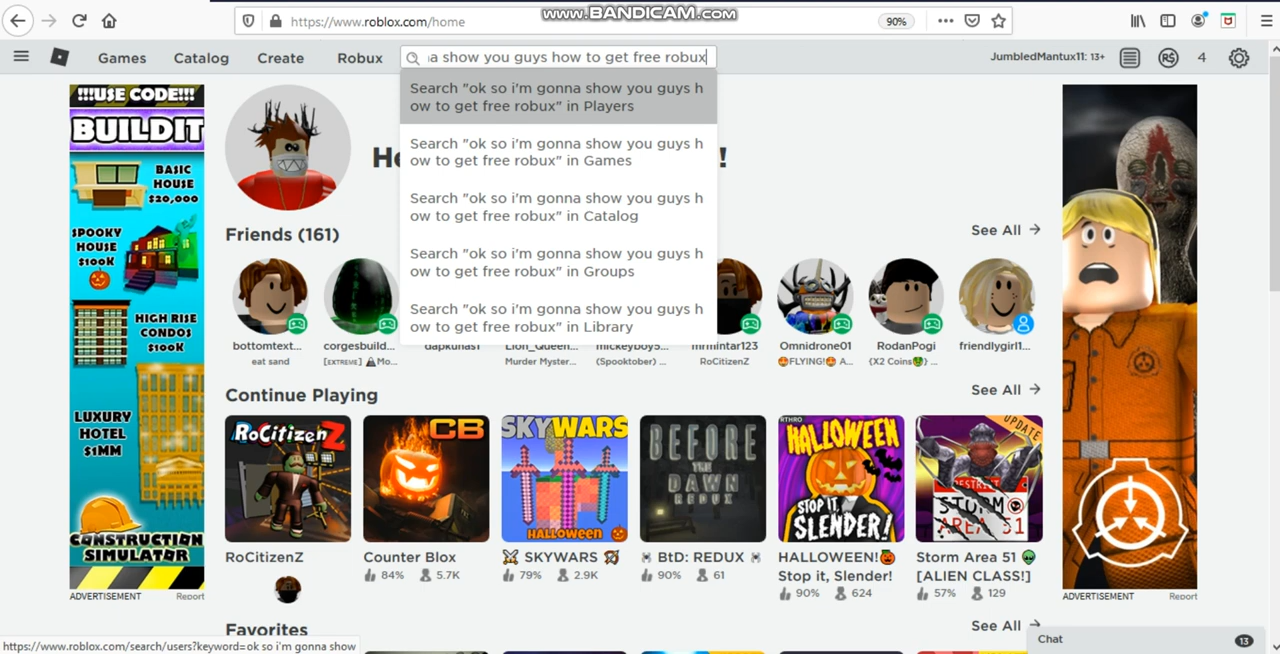 www.BANDICAM.com
https://www.roblox.com/home
90%
Games
Catalog
Create
Robux
a show you guys how to get free robux
JumbledMantux11: 13+
R$
4
Search "ok so i'm gonna show you guys h
ow to get free robux" in Players
Search "ok so i'm gonna show you guys h
ow to get free robux" in Games
Search "ok so i'm gonna show you guys h
ow to get free robux" in Catalog
Search "ok so i'm gonna show you guys h
ow to get free robux" in Groups
Search "ok so i'm gonna show you guys h
ow to get free robux" in Library
!!!USE CODE!!!
BUILDIT
BASIC
HOUSE
$20,000
SPOOKY
HOUSE
$100K
HIGH RISE
CONDOS
$100K
LUXURY
HOTEL
$1MM
CONSTRUCTION
SIMULATOR
ADVERTISEMENT
Report
He
!
Friends (161)
See All
bottomtext...
eat sand
corgesbuild...
[EXTREME] Mo...
dapkunas1
Lion_Queen...
Murder Myster...
mickeyboy5...
(Spooktober) ...
mrmintar123
RoCitizenZ
Omnidrone01
FLYING! A...
RodanPogi
{X2 Coins} ...
friendlygirl1...
Continue Playing
See All
RoCitizenZ
RoCitizenZ
CB
Counter Blox
84%
5.7K
SKYWARS
HALLOWEEN
SKYWARS
79%
2.9K
BEFORE
THE
DAWN
REDUX
BtD: REDUX
90%
61
RTHRO
HALLOWEEN
STOP IT,
SLENDER!
HALLOWEEN!
Stop it, Slender!
90%
624
UPDATE
RESTRICT
STORM
AREA 51
Storm Area 51
[ALIEN CLASS!]
57%
129
ADVERTISEMENT
Report
Favorites
See All
Chat
13
https://www.roblox.com/search/users?keyword=ok so i'm gonna show